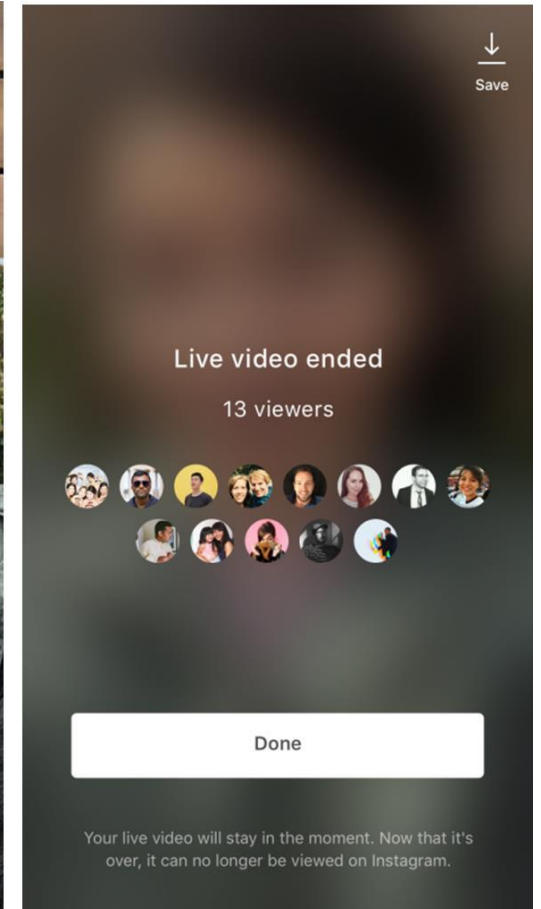 Save
Live video ended
13 viewers
Done
Your live video will stay in the moment. Now that it's
over, it can no longer be viewed on Instagram.